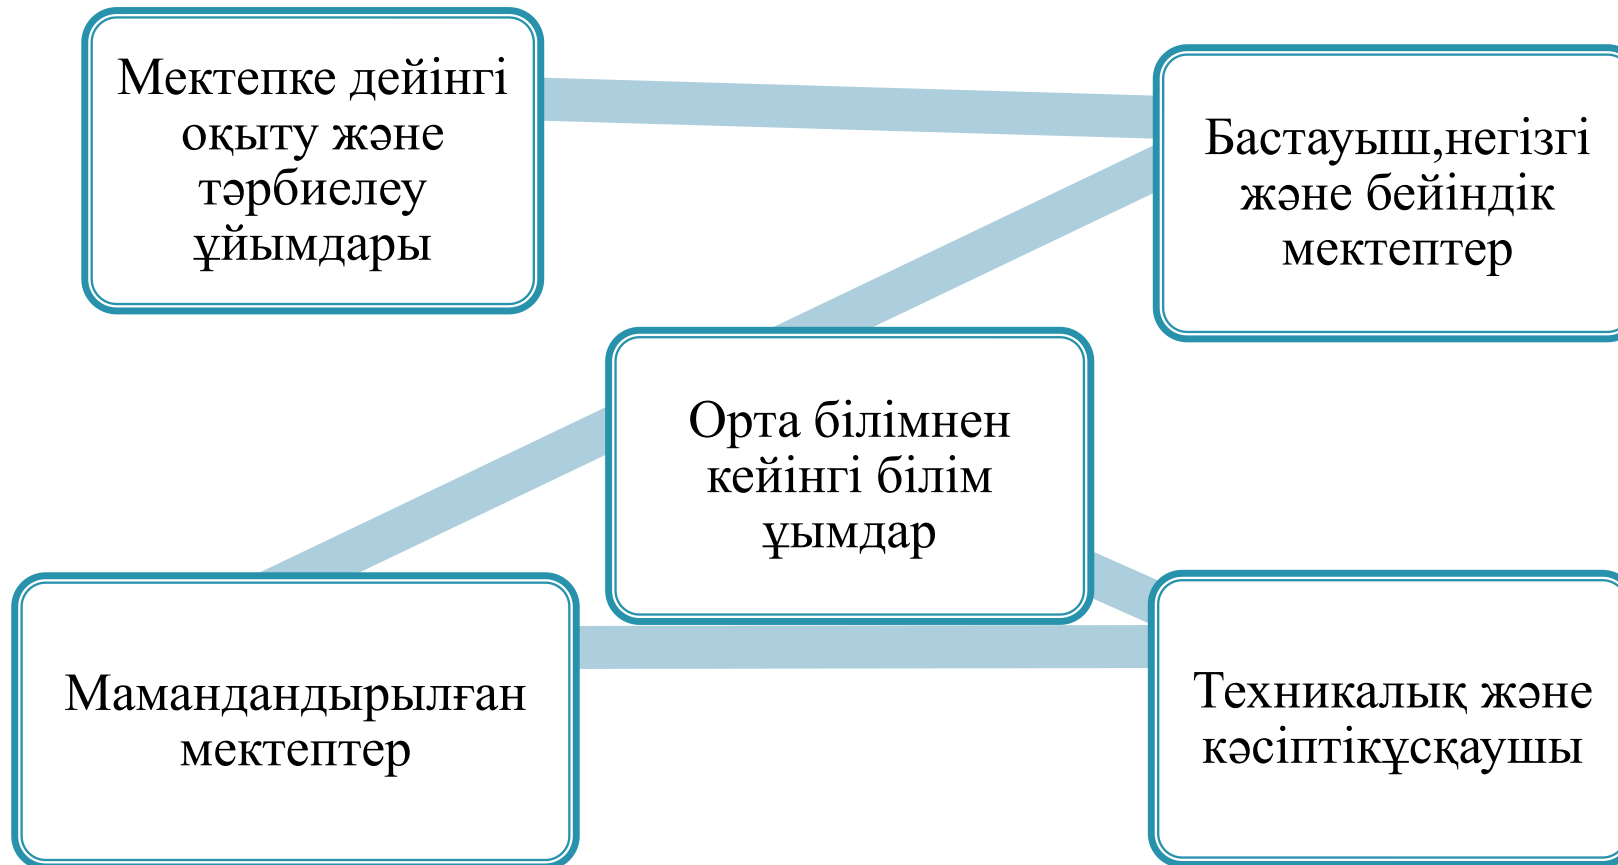 Мектепке дейінгі
оқыту және
тәрбиелеу
ұйымдары
Бастауыш,негізгі
және бейіндік
мектептер
Орта білімнен
кейінгі білім
ұымдар
Мамандандырылған
мектептер
Техникалық және
кәсіптікұсқаушы